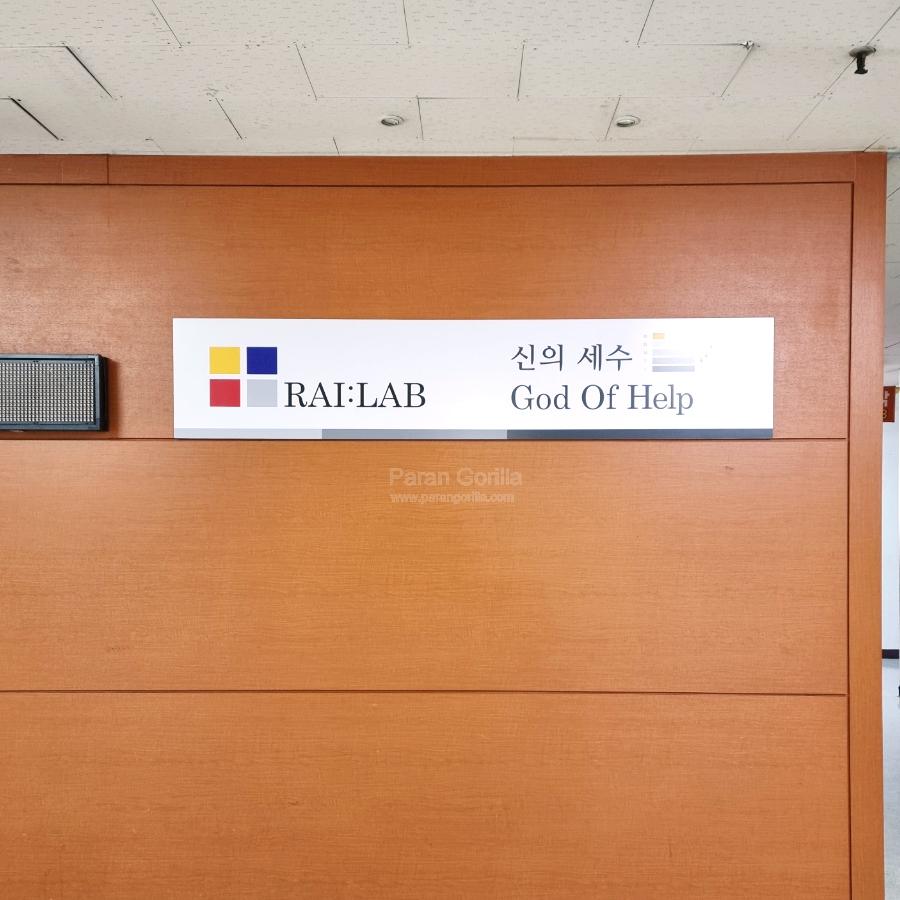 RAI:LAB
신의 세수
God Of Help
Paran Gorilla
www.parangorilla.com